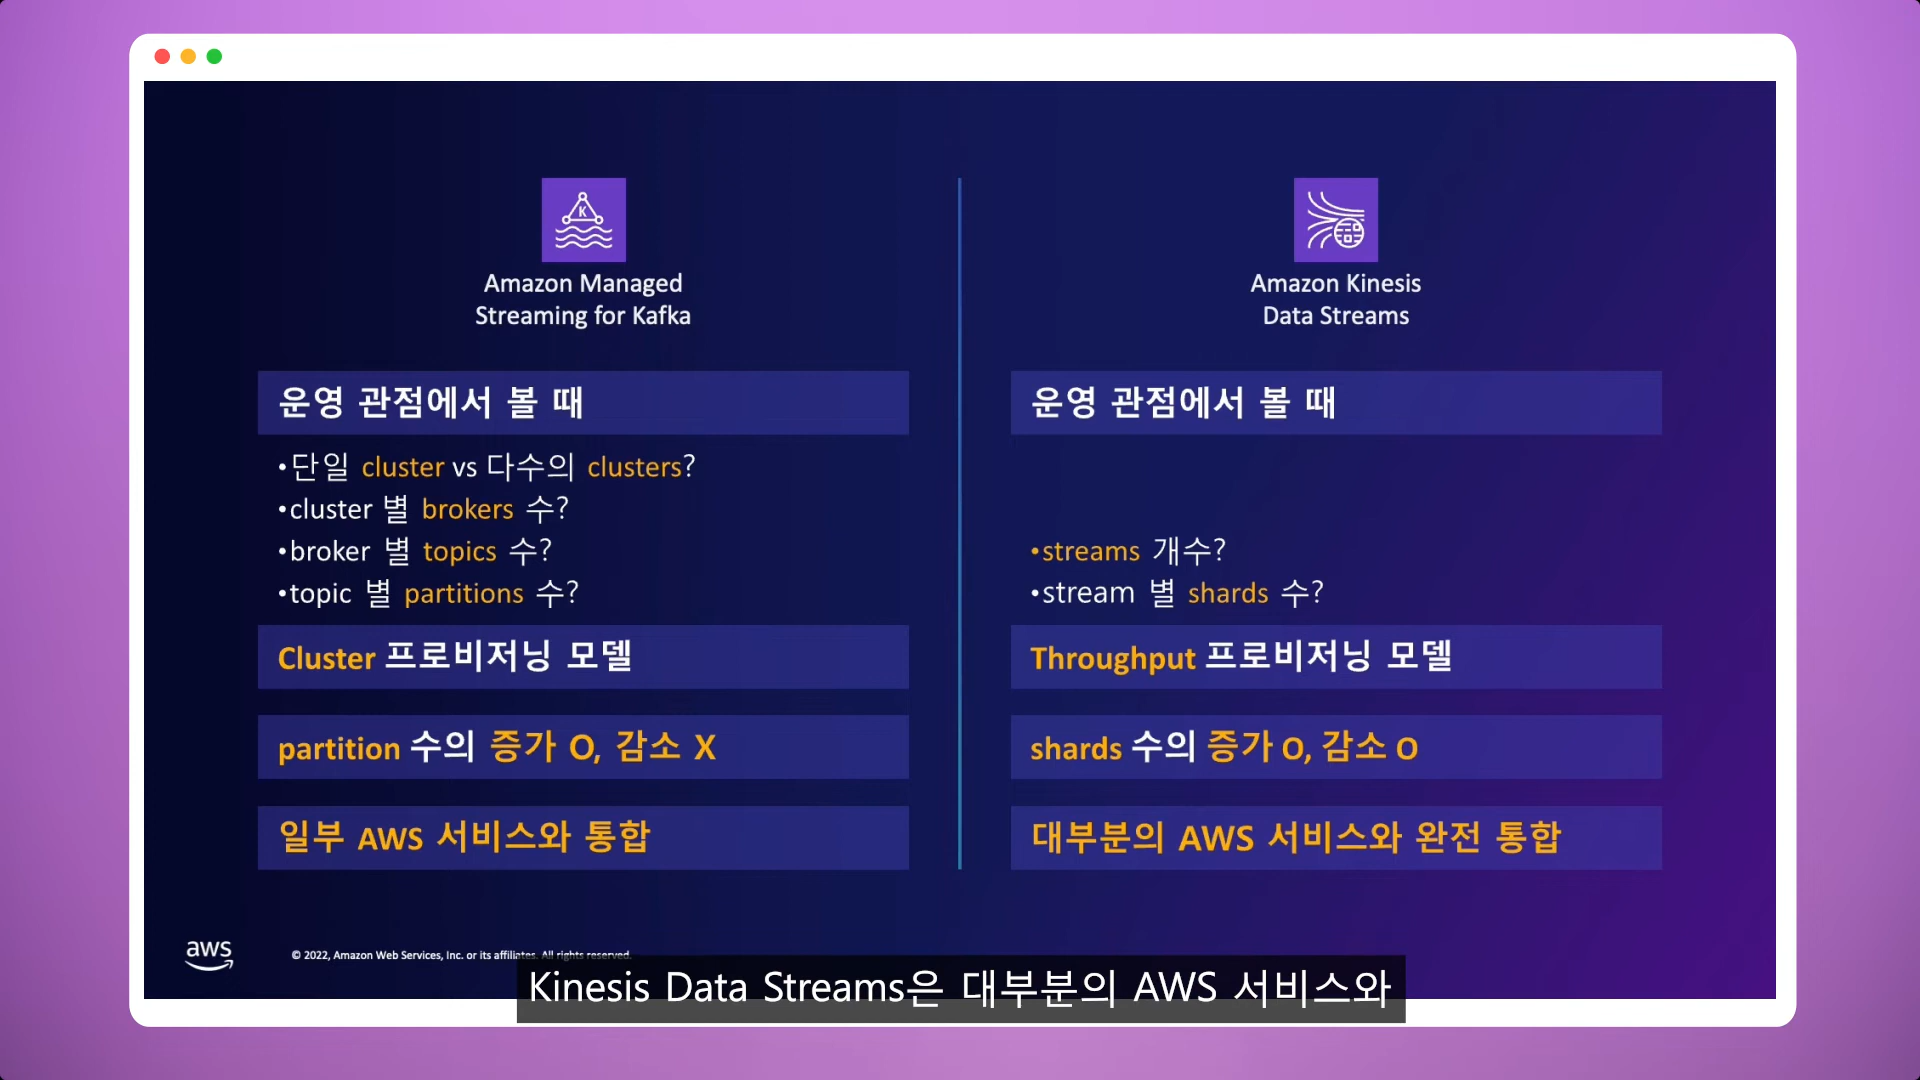 K
Amazon Managed
Streaming for Kafka
운영 관점에서 볼 때
•단일 cluster vs 다수의 clusters?
•cluster 별 brokers 수?
•broker 별 topics 수?
•topic 별 partitions 수?
Cluster 프로비저닝 모델
partition 수의 증가 O, 감소 X
일부 AWS 서비스와 통합
Amazon Kinesis
Data Streams
운영 관점에서 볼 때
•streams 개수?
•stream 별 shards 수?
Throughput 프로비저닝 모델
shards 수의 증가 O, 감소 O
대부분의 AWS 서비스와 완전 통합
aws
© 2022, Amazon Web Services, Inc. or its affiliates. All rights reserved.
Kinesis Data Streams은 대부분의 AWS 서비스와